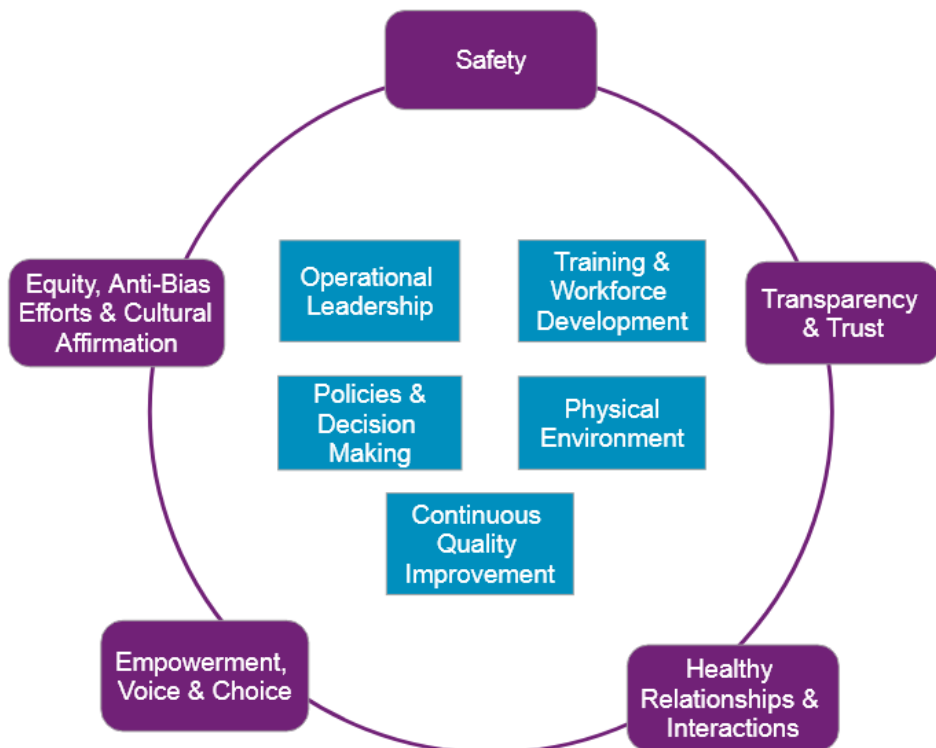 Safety
Equity, Anti-Bias
Efforts & Cultural
Affirmation
Operational
Leadership
Training &
Workforce
Development
Transparency
& Trust
Policies &
Decision
Making
Physical
Environment
Continuous
Quality
Improvement
Empowerment,
Voice & Choice
Healthy
Relationships &
Interactions